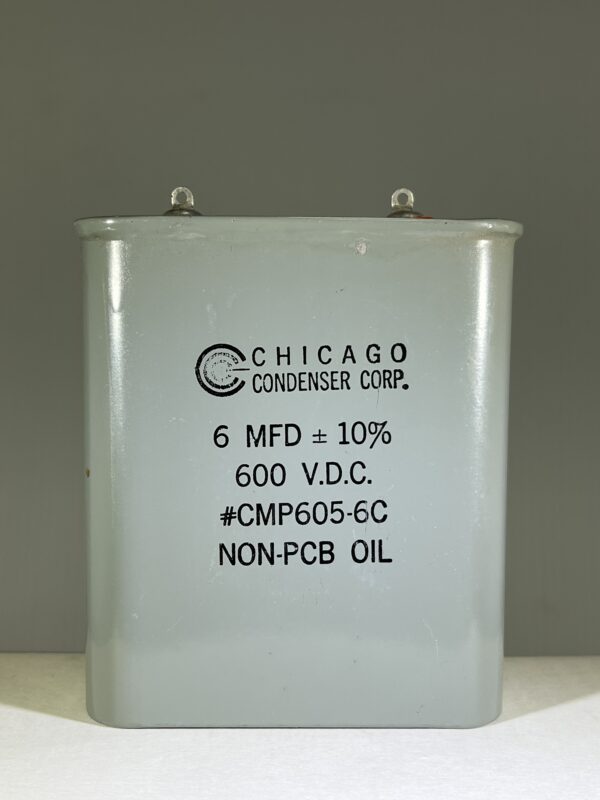 CHICAGO
CONDENSER CORP.
6 MFD ± 10%
600 V.D.C.
#CMP605-6C
NON-PCB OIL